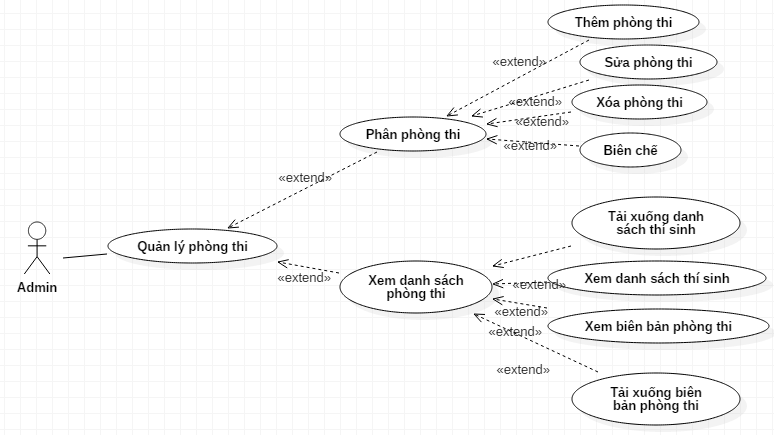 Thêm phòng thi
«extend»
Sửa phòng thi
«extend»
Xóa phòng thi
«extend»
Phân phòng thi
«extend»
Biên chế
«extend»
Tải xuống danh
sách thí sinh
Quản lý phòng thi
Admin
«extend»
Xem danh sách
phòng thi
«extend»
Xem danh sách thí sinh
«extend»
Xem biên bản phòng thi
«extend»
«extend»
Tải xuống biên
bản phòng thi